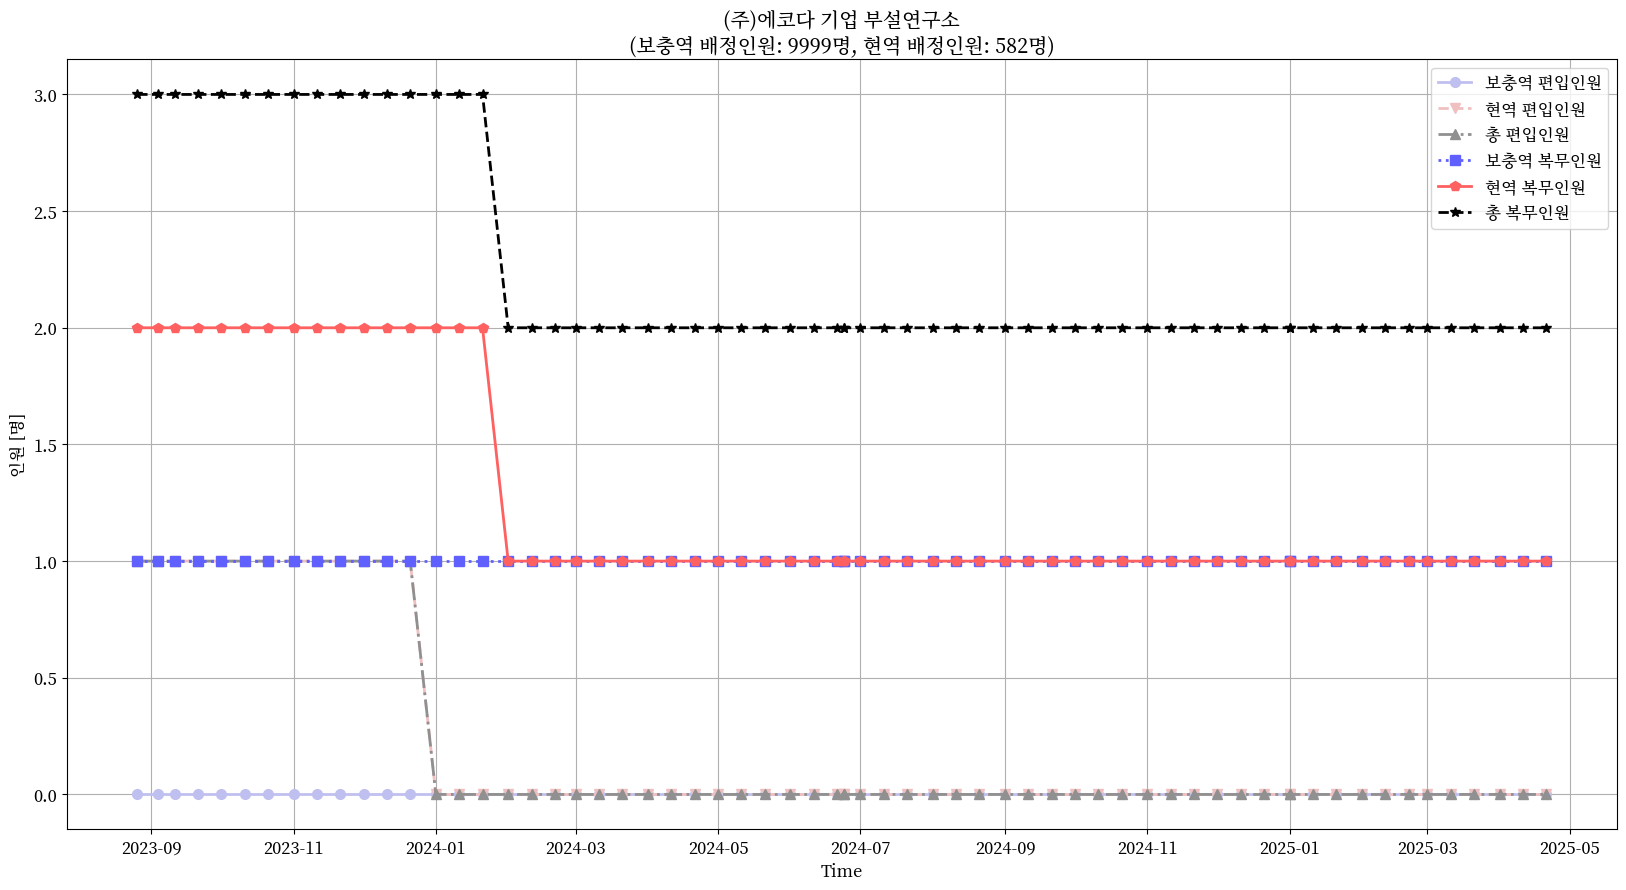 (주)에코다 기업 부설연구소
(보충역 배정인원: 9999명, 현역 배정인원: 582명)
보충역 편입인원
현역 편입인원
총 편입인원
보충역 복무인원
현역 복무인원
총 복무인원
인원 [명]
3.0
2.5
2.0
1.5
1.0
0.5
0.0
2023-09
2023-11
2024-01
2024-03
2024-05
2024-07
2024-09
2024-11
2025-01
2025-03
2025-05
Time